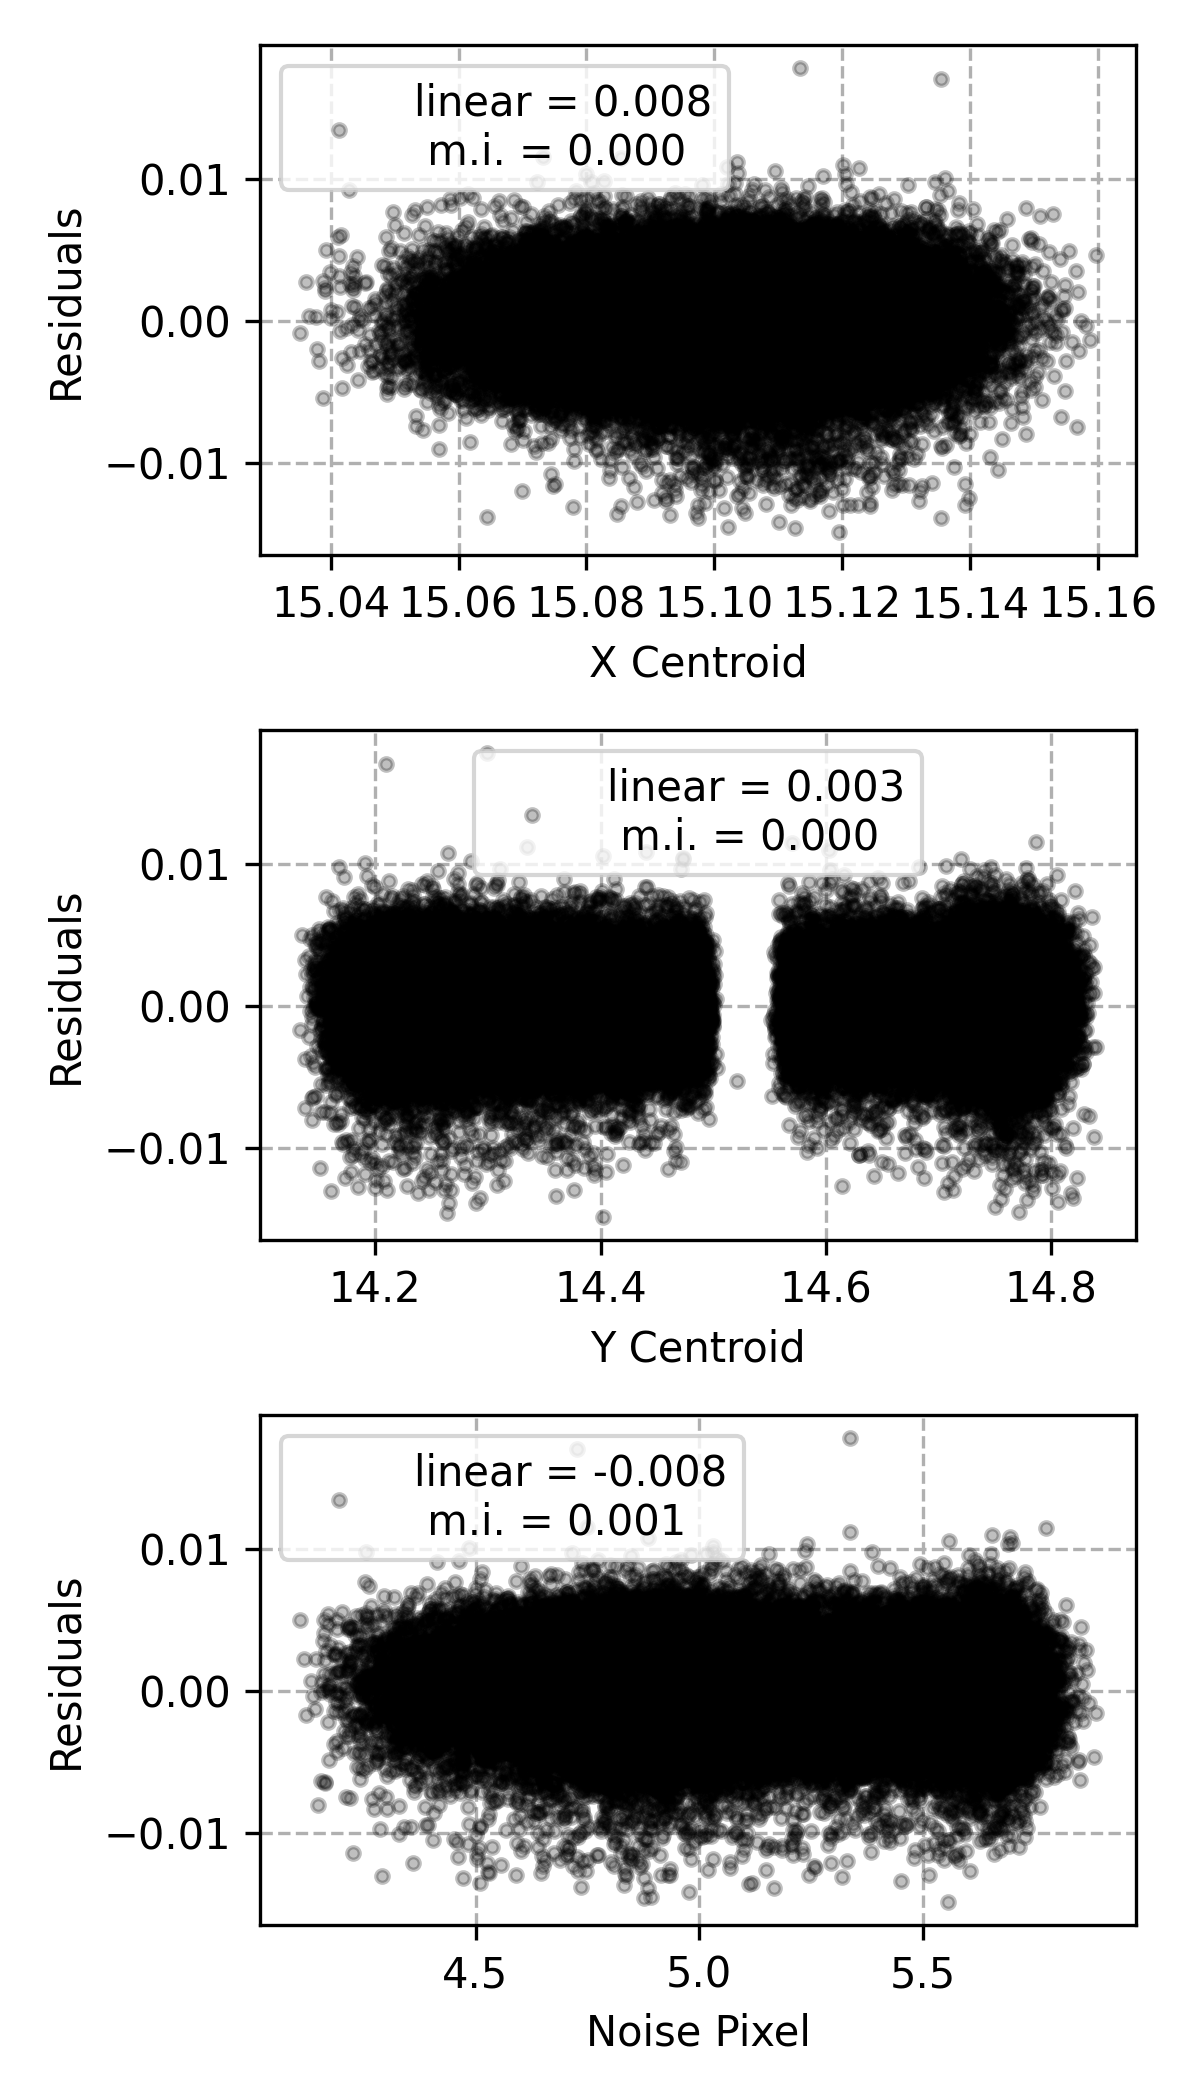 linear = 0.008
m.i. = 0.000
0.01
0.00
−0.01
Residuals
15.04 15.06 15.08 15.10 15.12 15.14 15.16
X Centroid
linear = 0.003
m.i. = 0.000
0.01
0.00
−0.01
Residuals
14.2 14.4 14.6 14.8
Y Centroid
linear = -0.008
m.i. = 0.001
0.01
0.00
−0.01
Residuals
4.5 5.0 5.5
Noise Pixel